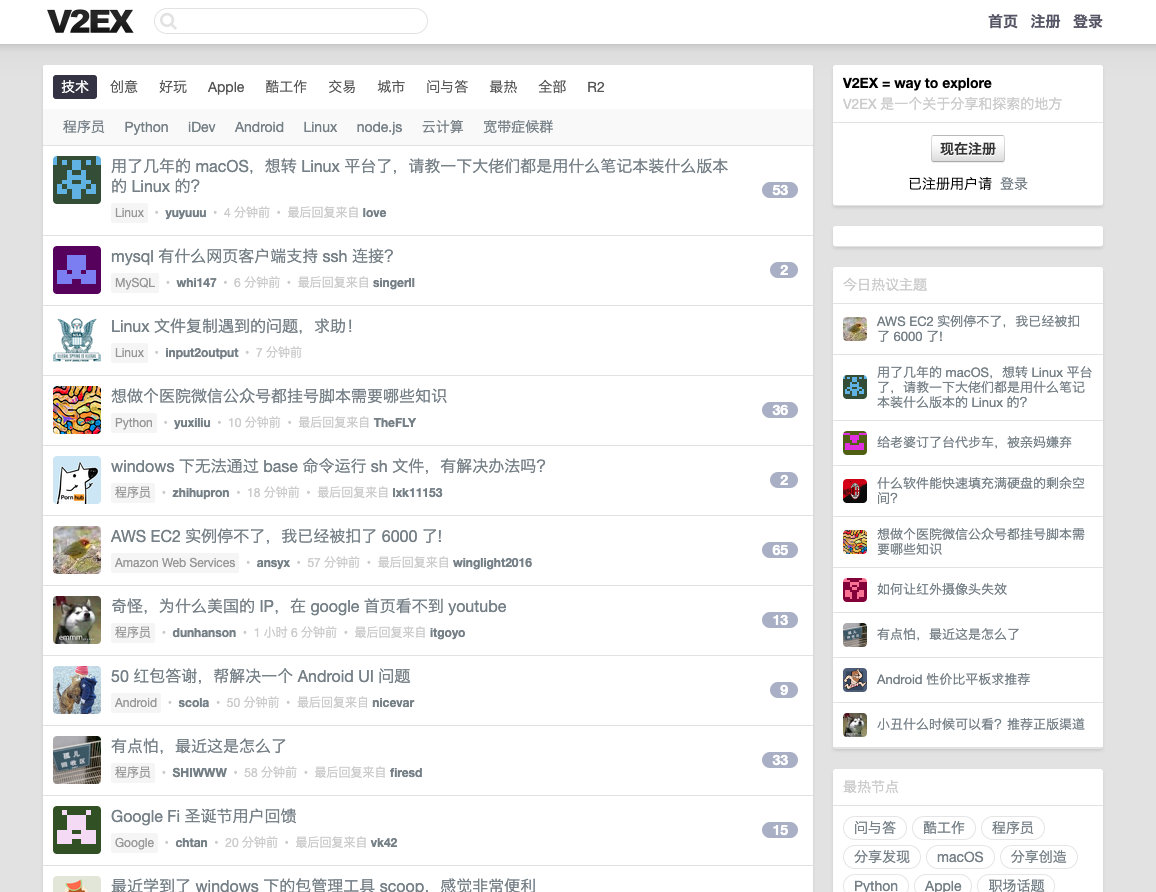 V2EX
首页 注册 登录
技术 创意 好玩 Apple 酷工作 交易 城市 问与答 最热 全部 R2
程序员 Python iDev Android Linux node.js 云计算 宽带症候群
用了几年的 macOS，想转 Linux 平台了，请教一下大佬们都是用什么笔记本装什么版本
的 Linux 的？
53
Linux • yuyuuu • 4 分钟前 • 最后回复来自 love
mysql 有什么网页客户端支持 ssh 连接？
2
MySQL • whi147 • 6 分钟前 • 最后回复来自 singerll
Linux 文件复制遇到的问题，求助！
Linux • input2output • 7 分钟前
想做个医院微信公众号都挂号脚本需要哪些知识
36
Python • yuxiliu • 10 分钟前 • 最后回复来自 TheFLY
windows 下无法通过 base 命令运行 sh 文件，有解决办法吗？
2
Porn hub
程序员 • zhihupron • 18 分钟前 • 最后回复来自 lxk11153
AWS EC2 实例停不了，我已经被扣了 6000 了!
65
Amazon Web Services • ansyx • 57 分钟前 • 最后回复来自 winglight2016
奇怪，为什么美国的 IP，在 google 首页看不到 youtube
13
emmm.....
程序员 • dunhanson • 1 小时 6 分钟前 • 最后回复来自 itgoyo
50 红包答谢，帮解决一个 Android UI 问题
9
Android • scola • 50 分钟前 • 最后回复来自 nicevar
有点怕，最近这是怎么了
33
程序员 • SHIWWW • 58 分钟前 • 最后回复来自 firesd
Google Fi 圣诞节用户回馈
15
Google • chtan • 20 分钟前 • 最后回复来自 vk42
最近学到了 windows 下的包管理工具 scoop，感觉非常便利
V2EX = way to explore
V2EX 是一个关于分享和探索的地方
现在注册
已注册用户请 登录
今日热议主题
AWS EC2 实例停不了，我已经被扣
了 6000 了!
用了几年的 macOS，想转 Linux 平台
了，请教一下大佬们都是用什么笔记
本装什么版本的 Linux 的？
给老婆订了台代步车，被亲妈嫌弃
什么软件能快速填充满硬盘的剩余空
间？
想做个医院微信公众号都挂号脚本需
要哪些知识
如何让红外摄像头失效
有点怕，最近这是怎么了
Android 性价比平板求推荐
小丑什么时候可以看？推荐正版渠道
最热节点
问与答 酷工作 程序员
分享发现 macOS 分享创造
Python Apple 职场话题